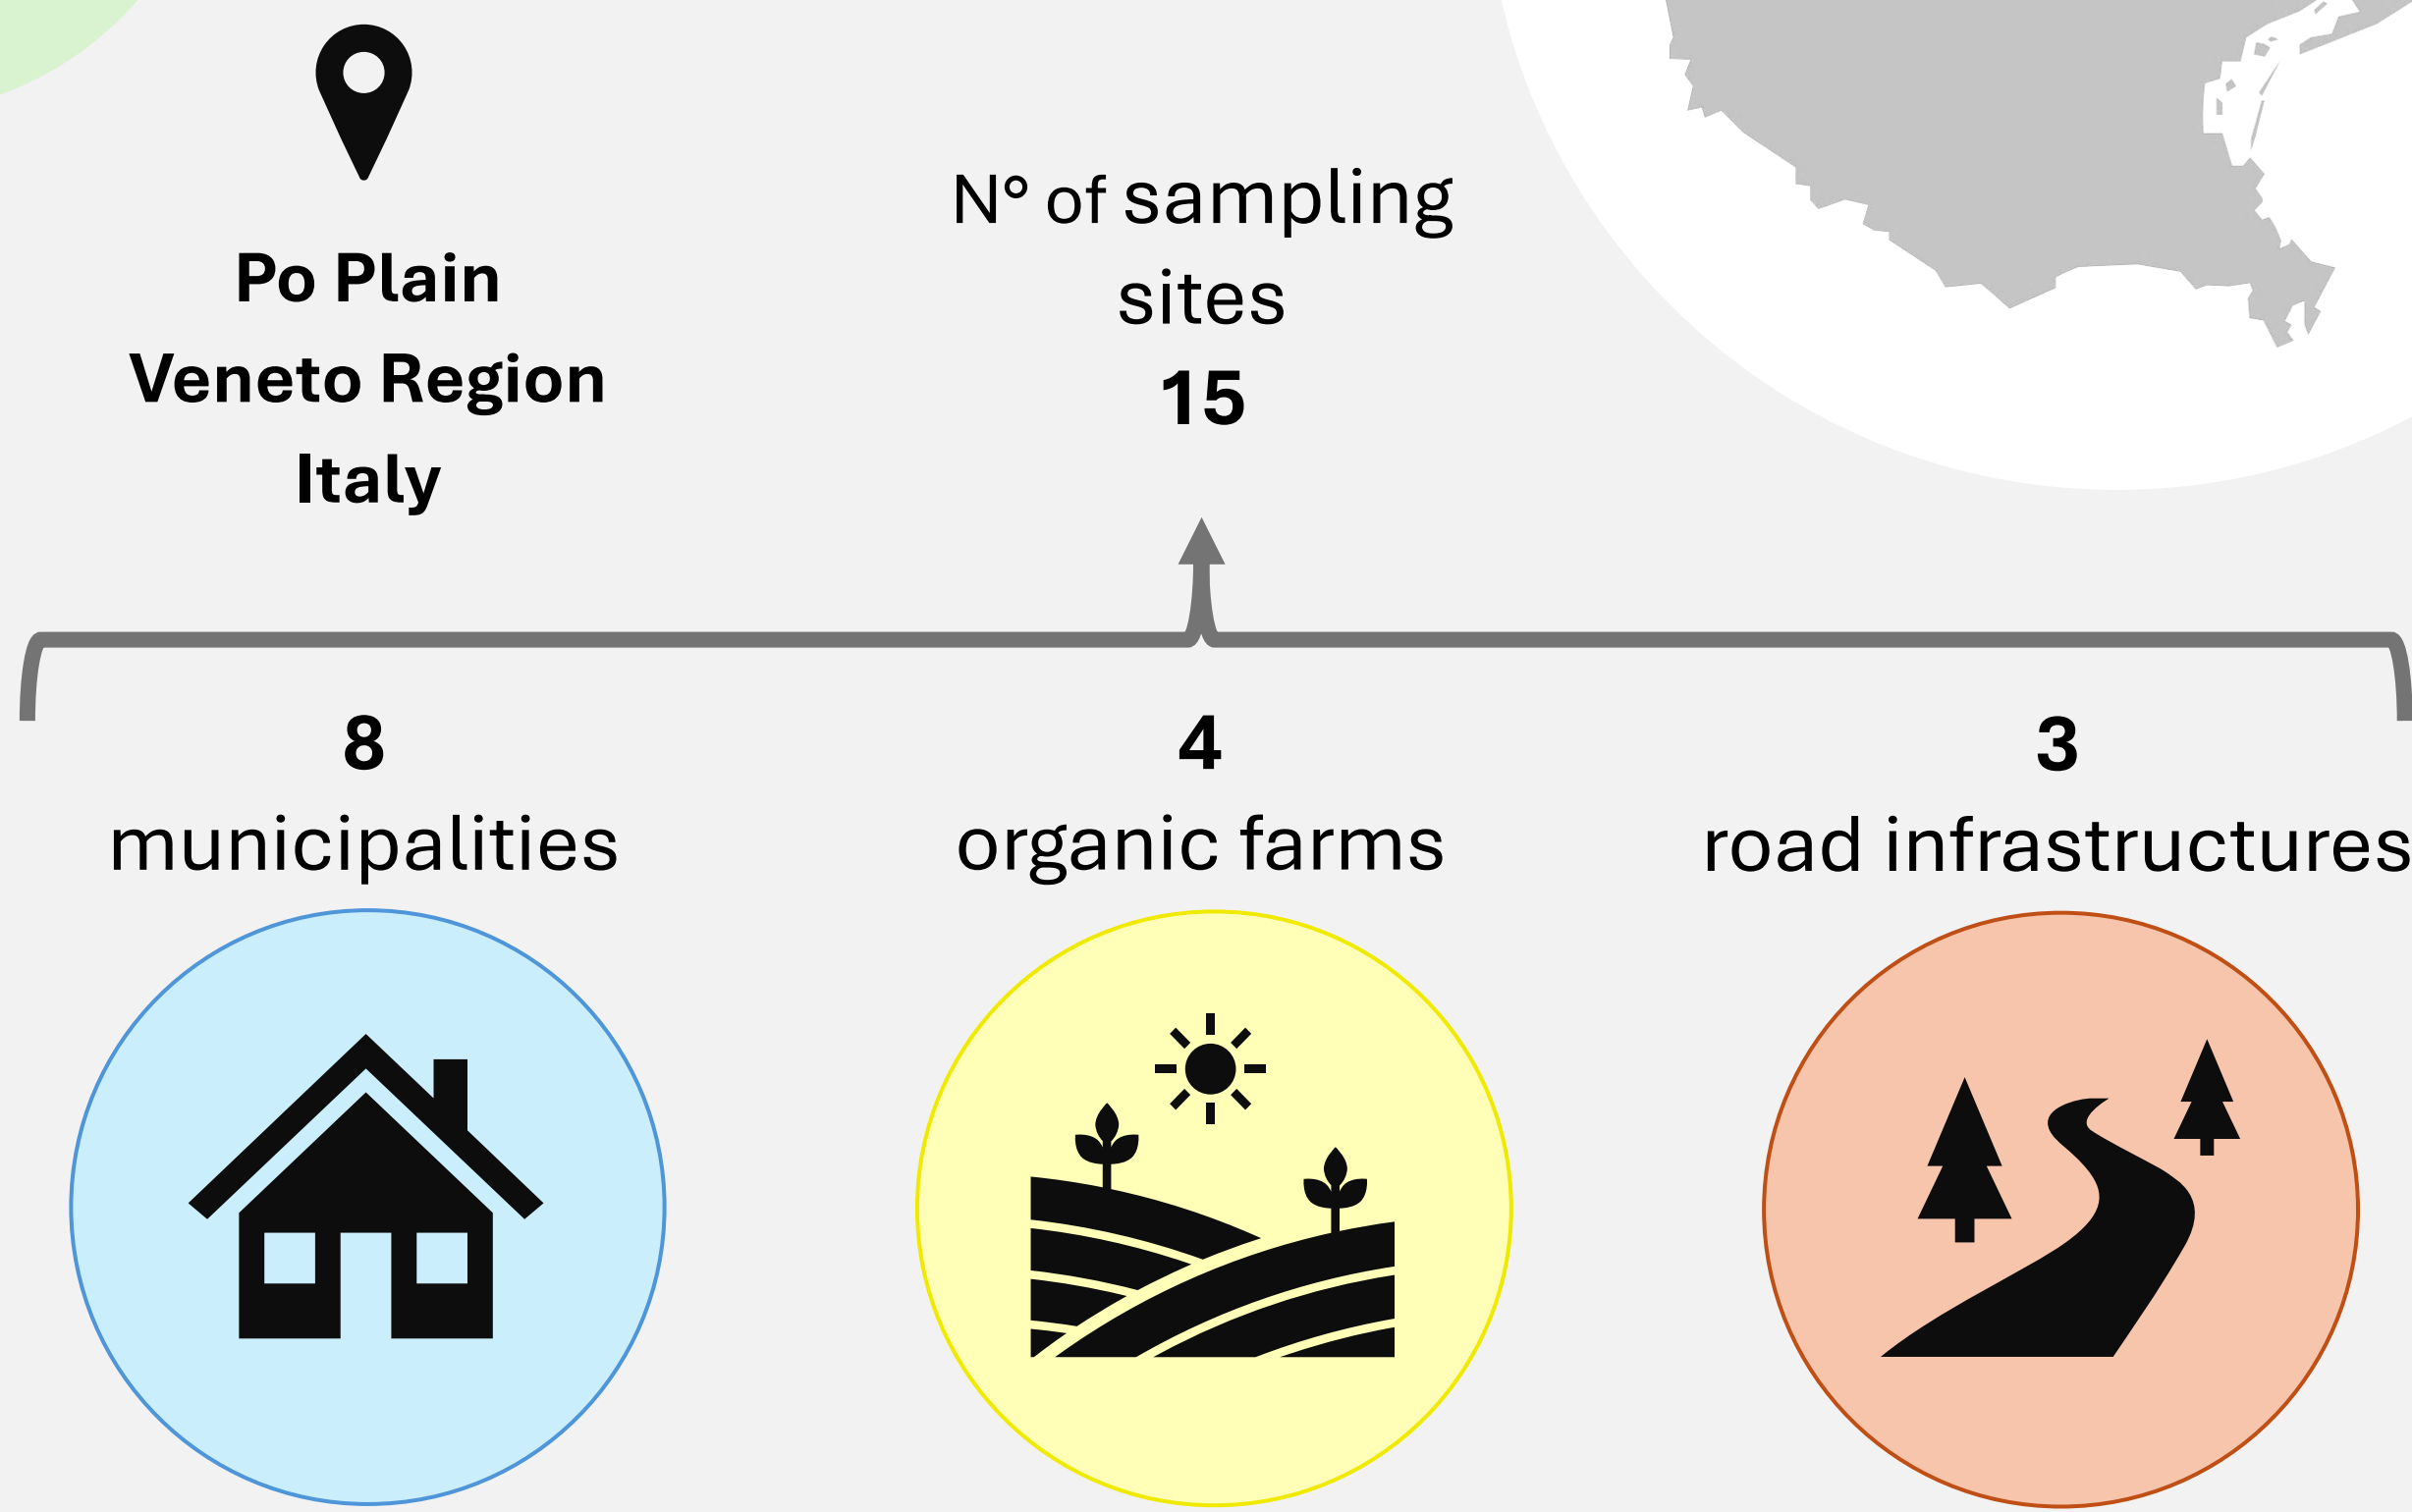 Po Plain
Veneto Region
Italy
N° of sampling
sites
15
8
municipalities
4
organic farms
3
road infrastructures